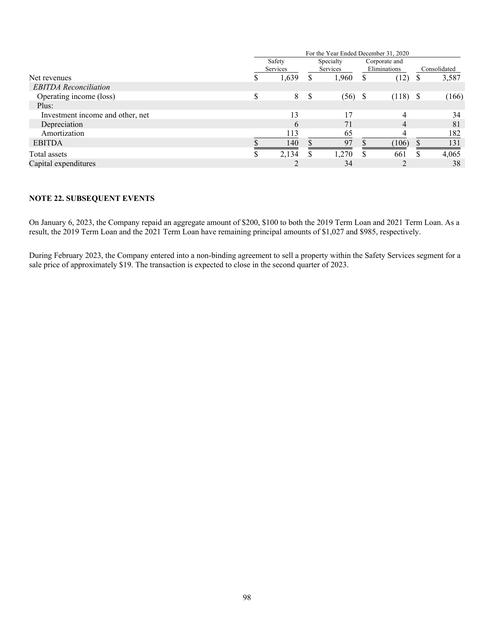 For the Year Ended December 31, 2020
Safety Services Specialty Services Corporate and Eliminations Consolidated
Net revenues $ 1,639 $ 1,960 $ (12) $ 3,587
EBITDA Reconciliation
Operating income (loss) $ 8 $ (56) $ (118) $ (166)
Plus:
Investment income and other, net 13 17 4 34
Depreciation 6 71 4 81
Amortization 113 65 4 182
EBITDA $ 140 $ 97 $ (106) $ 131
Total assets $ 2,134 $ 1,270 $ 661 $ 4,065
Capital expenditures 2 34 2 38
NOTE 22. SUBSEQUENT EVENTS
On January 6, 2023, the Company repaid an aggregate amount of $200, $100 to both the 2019 Term Loan and 2021 Term Loan. As a
result, the 2019 Term Loan and the 2021 Term Loan have remaining principal amounts of $1,027 and $985, respectively.
During February 2023, the Company entered into a non-binding agreement to sell a property within the Safety Services segment for a
sale price of approximately $19. The transaction is expected to close in the second quarter of 2023.
98